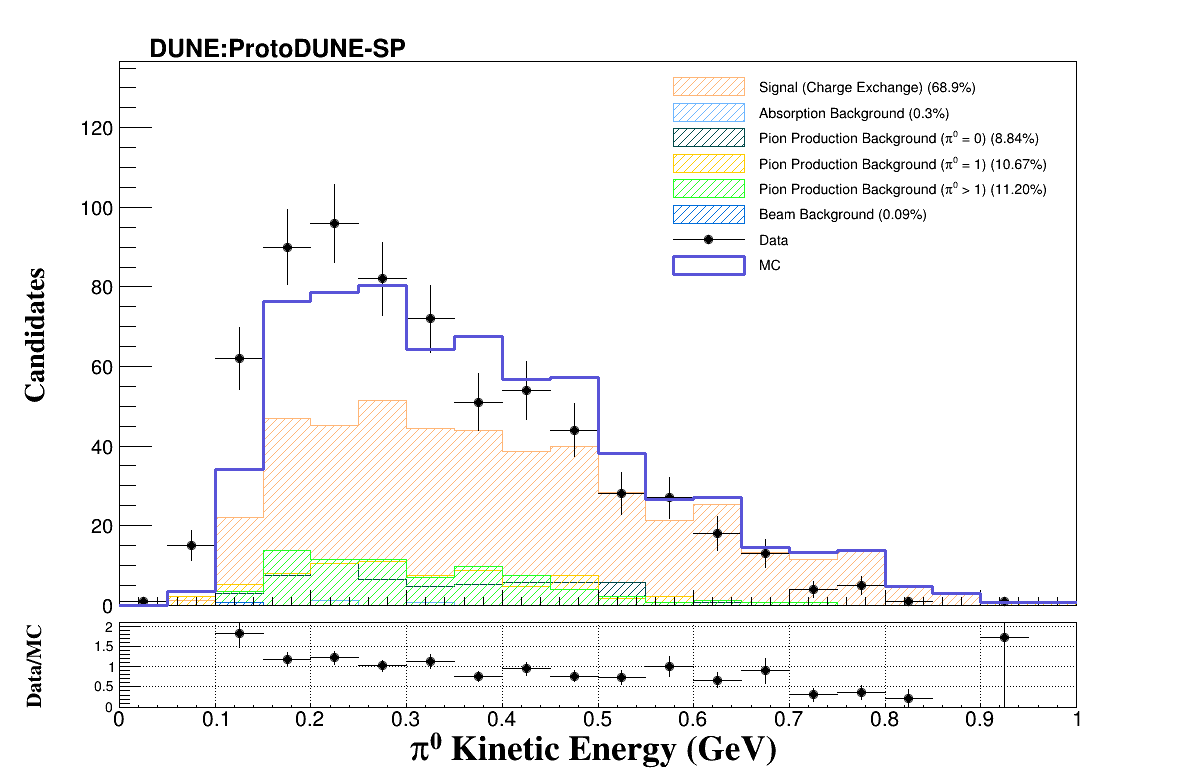 DUNE:ProtoDUNE-SP
Signal (Charge Exchange) (68.9%)
Absorption Background (0.3%)
Pion Production Background (π⁰ = 0) (8.84%)
Pion Production Background (π⁰ = 1) (10.67%)
Pion Production Background (π⁰ > 1) (11.20%)
Beam Background (0.09%)
Data
MC
Candidates
120
100
80
60
40
20
0
Data/MC
2
1.5
1
0.5
0
0 0.1 0.2 0.3 0.4 0.5 0.6 0.7 0.8 0.9 1
π⁰ Kinetic Energy (GeV)